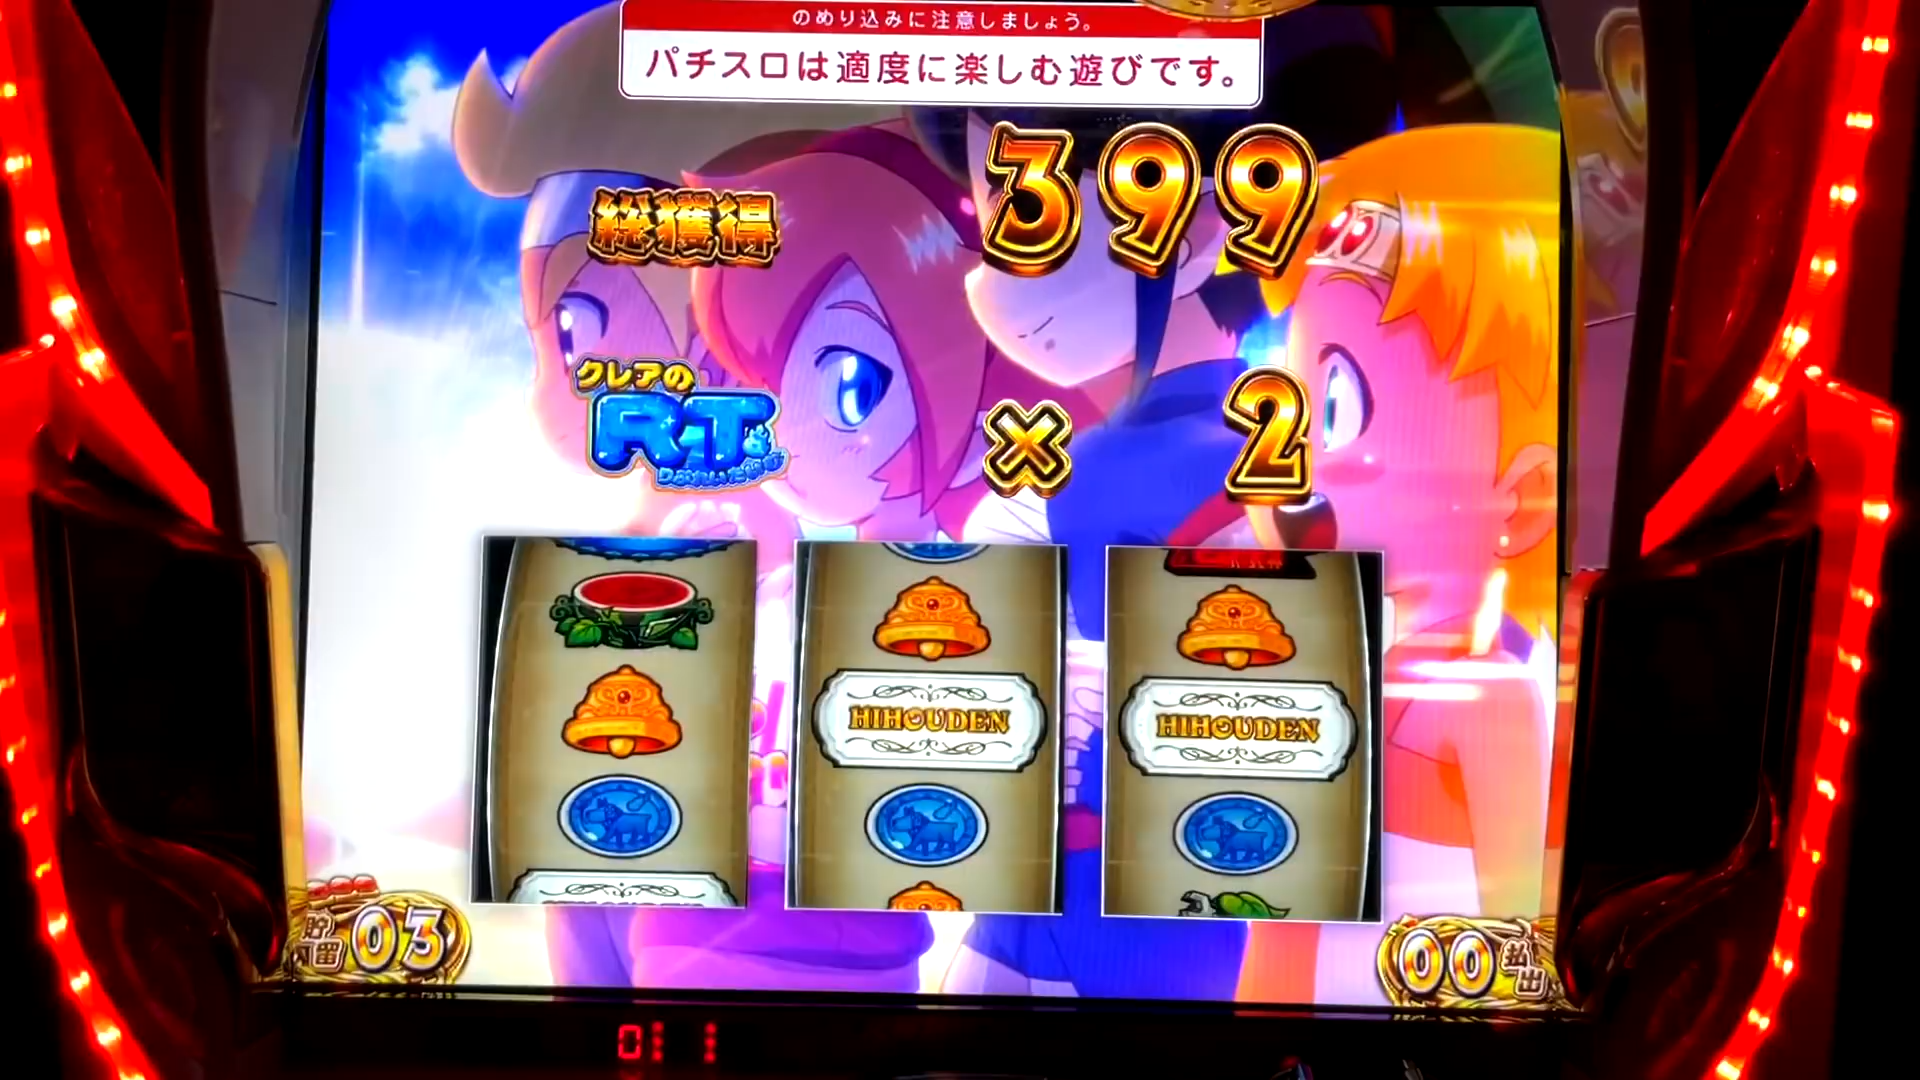 のめり込みに注意しましょう。
パチスロは適度に楽しむ遊びです。
総獲得 399
クレアの
RT × 2
HIHOUDEN HIHOUDEN
貯留 03
00 払出